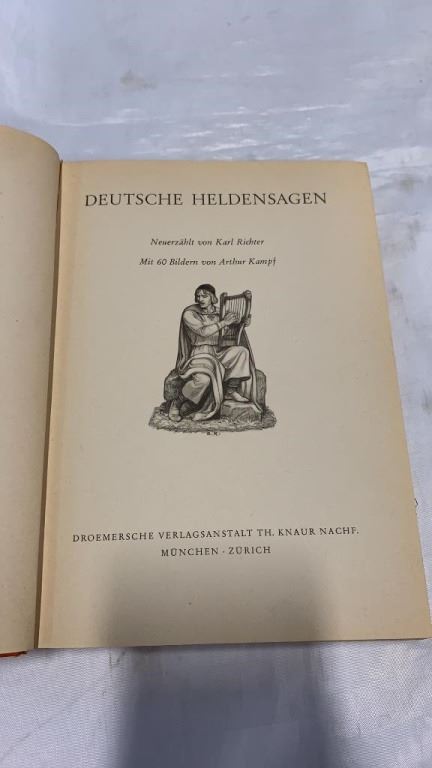 DEUTSCHE HELDENSAGEN
Neuerzählt von Karl Richter
Mit 60 Bildern von Arthur Kampf
DROEMERSCHE VERLAGSANSTALT TH. KNAUR NACHF.
MÜNCHEN · ZÜRICH